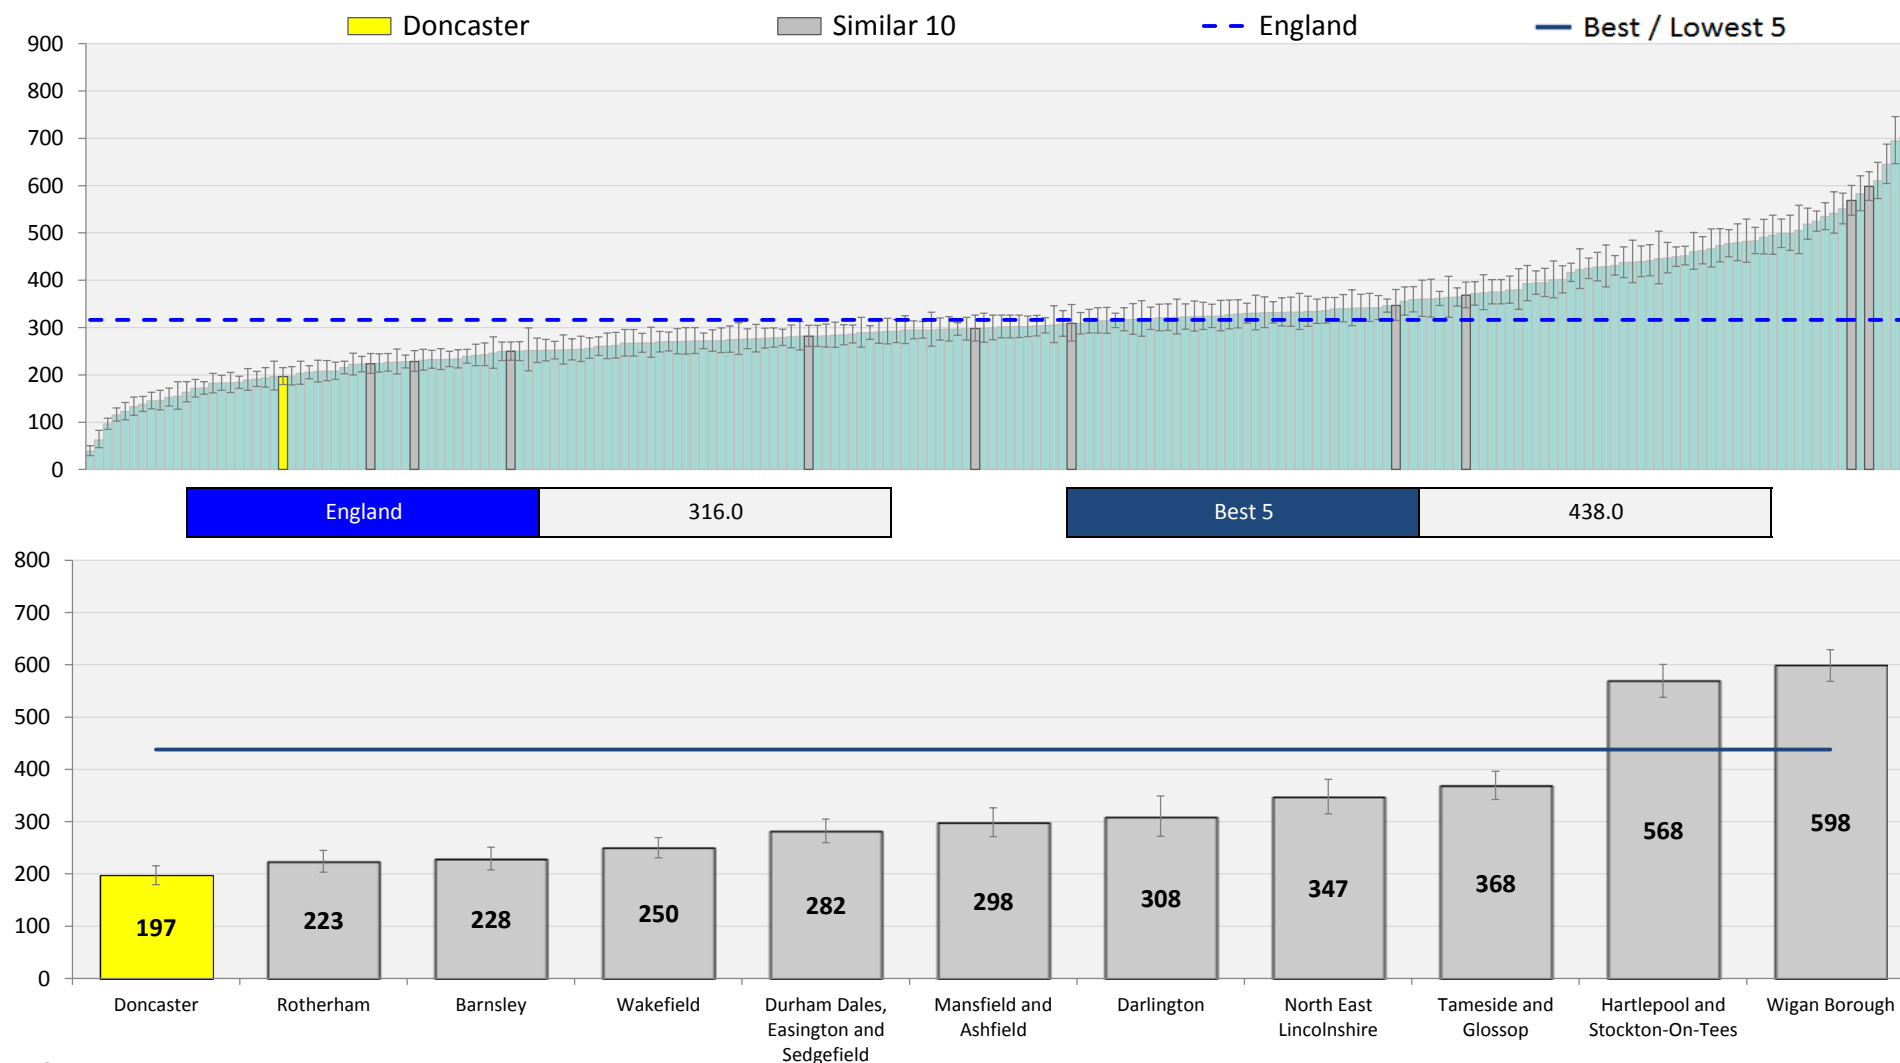 Doncaster
Similar 10
England
Best / Lowest 5
900
800
700
600
500
400
300
200
100
0
England
316.0
Best 5
438.0
800
700
600
500
400
300
200
100
0
197
223
228
250
282
298
308
347
368
568
598
Doncaster
Rotherham
Barnsley
Wakefield
Durham Dales,
Easington and
Sedgefield
Mansfield and
Ashfield
Darlington
North East
Lincolnshire
Tameside and
Glossop
Hartlepool and
Stockton-On-Tees
Wigan Borough